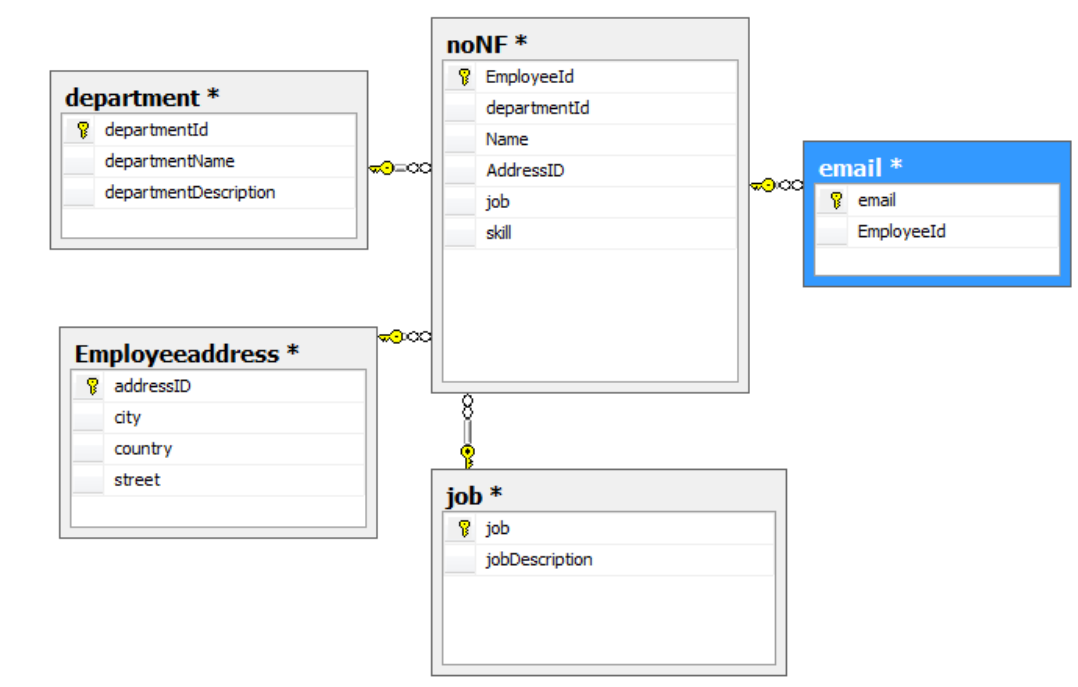 noNF *
EmployeeId
departmentId
Name
AddressID
job
skill
department *
departmentId
departmentName
departmentDescription
email *
email
EmployeeId
Employeeaddress *
addressID
city
country
street
job *
job
jobDescription